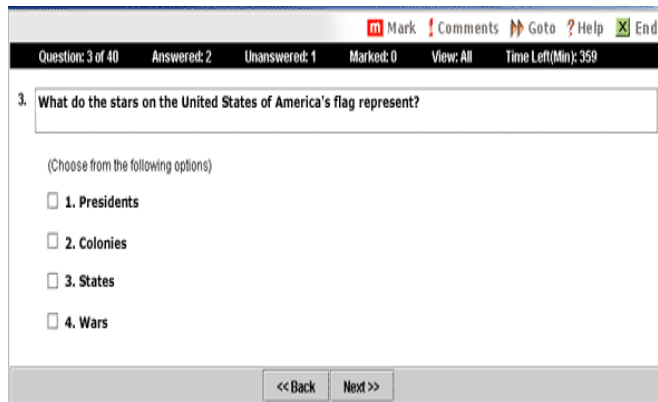 m Mark ! Comments Goto ? Help X End
Question: 3 of 40 Answered: 2 Unanswered: 1 Marked: 0 View: All Time Left(Min): 359
3. What do the stars on the United States of America's flag represent?
(Choose from the following options)
1. Presidents
2. Colonies
3. States
4. Wars
<< Back Next >>